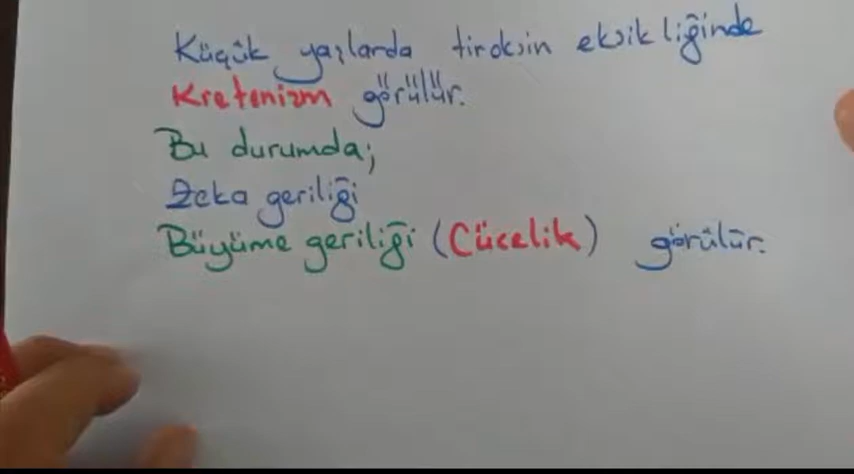 Küçük yaşlarda tiroksin eksikliğinde
Kretenizm görülür.
Bu durumda;
Zeka geriliği
Büyüme geriliği (Cücelik) görülür.